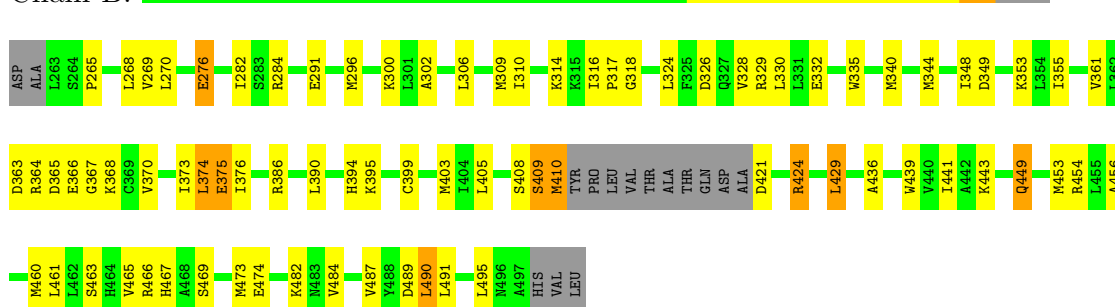 Chain B:
ASP ALA L263 S264 P265 L268 V269 L270 E276 I282 S283 R284 E291 M296 K300 L301 A302 L306 M309 I310 K314 K315 I316 P317 G318 L324 F325 D326 Q327 V328 R329 L330 L331 E332 W335 M340 M344 I348 D349 K353 L354 I355 V361 L362
D363 R364 D365 E366 G367 K368 C369 V370 I373 L374 E375 I376 R386 L390 H394 K395 C399 M403 I404 L405 S408 S409 M410 TYR PRO LEU VAL THR ALA THR GLN ASP ALA D421 R424 L429 A436 W439 V440 I441 A442 K443 Q449 M453 R454 L455 A456
M460 L461 L462 S463 H464 V465 R466 H467 A468 S469 M473 E474 K482 N483 V484 V487 Y488 D489 L490 L491 L495 N496 A497 HIS VAL LEU